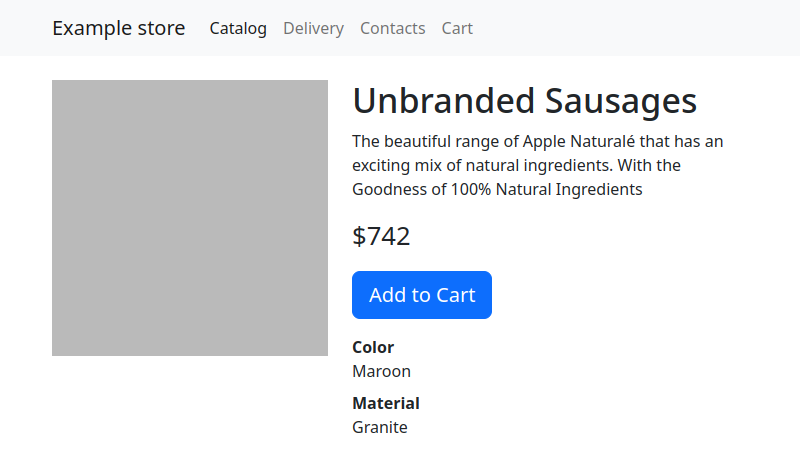 Example store Catalog Delivery Contacts Cart
Unbranded Sausages
The beautiful range of Apple Naturalé that has an
exciting mix of natural ingredients. With the
Goodness of 100% Natural Ingredients
$742
Add to Cart
Color
Maroon
Material
Granite